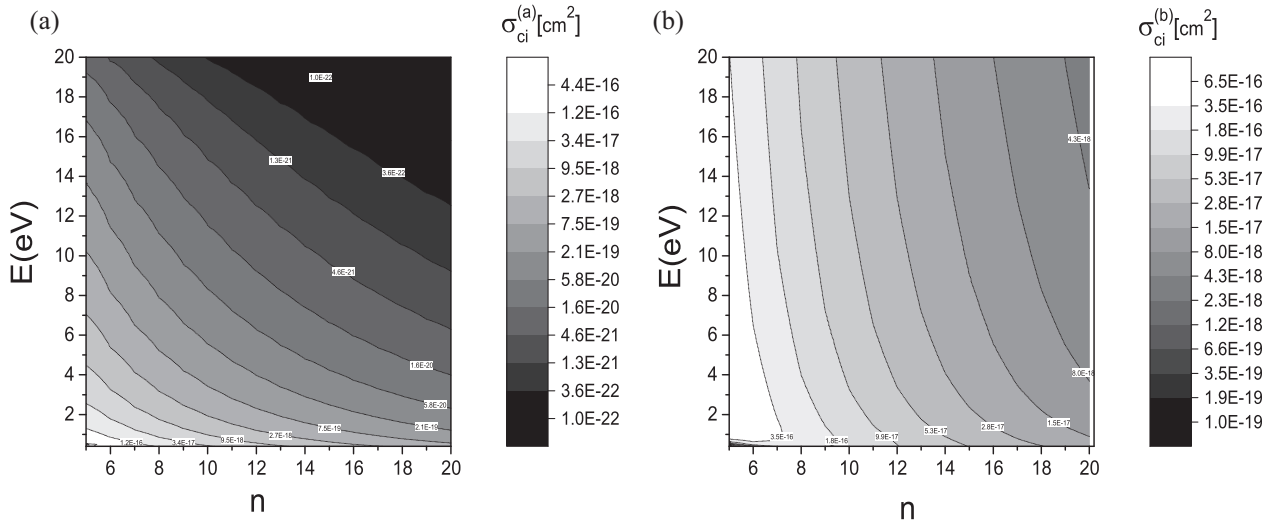 (a)
σci(a)[cm2]
20
18
16
14
12
10
8
6
4
2
E(eV)
1.0E-22
1.3E-21
3.6E-22
4.6E-21
1.6E-20
5.8E-20
2.1E-19
1.2E-16
3.4E-17
9.5E-18
2.7E-18
7.5E-19
6 8 10 12 14 16 18 20
n
4.4E-16
1.2E-16
3.4E-17
9.5E-18
2.7E-18
7.5E-19
2.1E-19
5.8E-20
1.6E-20
4.6E-21
1.3E-21
3.6E-22
1.0E-22
(b)
σci(b)[cm2]
20
18
16
14
12
10
8
6
4
2
E(eV)
4.3E-18
8.0E-18
3.5E-16
1.8E-16
9.9E-17
5.3E-17
2.8E-17
1.5E-17
6 8 10 12 14 16 18 20
n
6.5E-16
3.5E-16
1.8E-16
9.9E-17
5.3E-17
2.8E-17
1.5E-17
8.0E-18
4.3E-18
2.3E-18
1.2E-18
6.6E-19
3.5E-19
1.9E-19
1.0E-19